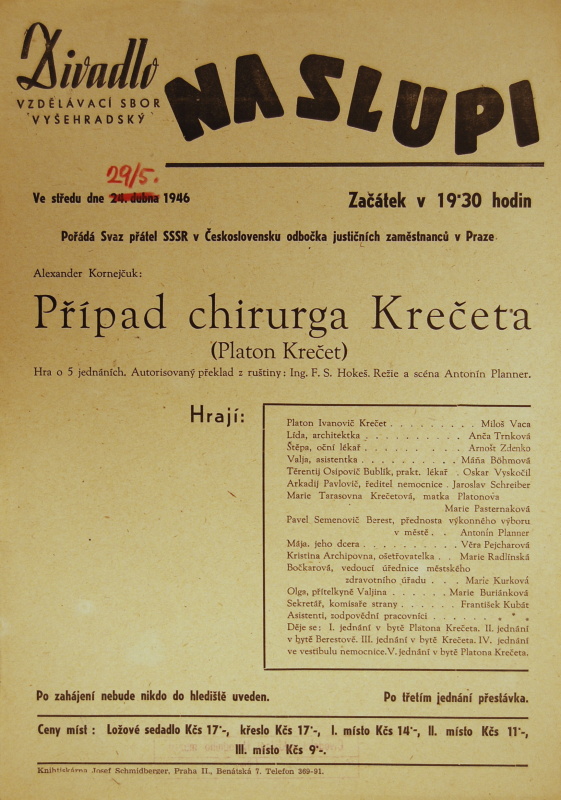 Divadlo
VZDĚLÁVACÍ SBOR
VYŠEHRADSKÝ
NA SLUPI
29/5.
Ve středu dne 24. dubna 1946
Začátek v 19·30 hodin
Pořádá Svaz přátel SSSR v Československu odbočka justičních zaměstnanců v Praze
Alexander Kornejčuk:
Případ chirurga Krečeta
(Platon Krečet)
Hra o 5 jednáních. Autorisovaný překlad z ruštiny: Ing. F. S. Hokeš. Režie a scéna Antonín Planner.
Hrají:
Platon Ivanovič Krečet . . . . . . . . . Miloš Vaca
Lída, architektka . . . . . . . . . . Anča Trnková
Štěpa, oční lékař . . . . . . . . . . Arnošt Zdenko
Valja, asistentka . . . . . . . . . . Máňa Böhmová
Těrentij Osipovič Bublík, prakt. lékař . Oskar Vyskočil
Arkadij Pavlovič, ředitel nemocnice . Jaroslav Schreiber
Marie Tarasovna Krečetová, matka Platonova
Marie Pasternaková
Pavel Semenovič Berest, přednosta výkonného výboru
v městě . . Antonín Planner
Mája, jeho dcera . . . . . . . . . Věra Pejcharová
Kristina Archipovna, ošetřovatelka . . Marie Radlínská
Bočkarová, vedoucí úřednice městského
zdravotního úřadu . . . Marie Kurková
Olga, přítelkyně Valjina . . . . . . Marie Buriánková
Sekretář, komisaře strany . . . . . . František Kubát
Asistenti, zodpovědní pracovníci . . . . . . . * * *
Děje se: I. jednání v bytě Platona Krečeta. II. jednání
v bytě Berestově. III. jednání v bytě Krečeta. IV. jednání
ve vestibulu nemocnice. V. jednání v bytě Platona Krečeta.
Po zahájení nebude nikdo do hlediště uveden.
Po třetím jednání přestávka.
Ceny míst : Ložové sedadlo Kčs 17·-, křeslo Kčs 17·-, I. místo Kčs 14·-, II. místo Kčs 11·-,
III. místo Kčs 9·-.
Knihtiskárna Josef Schmidberger, Praha II., Benátská 7. Telefon 369-91.